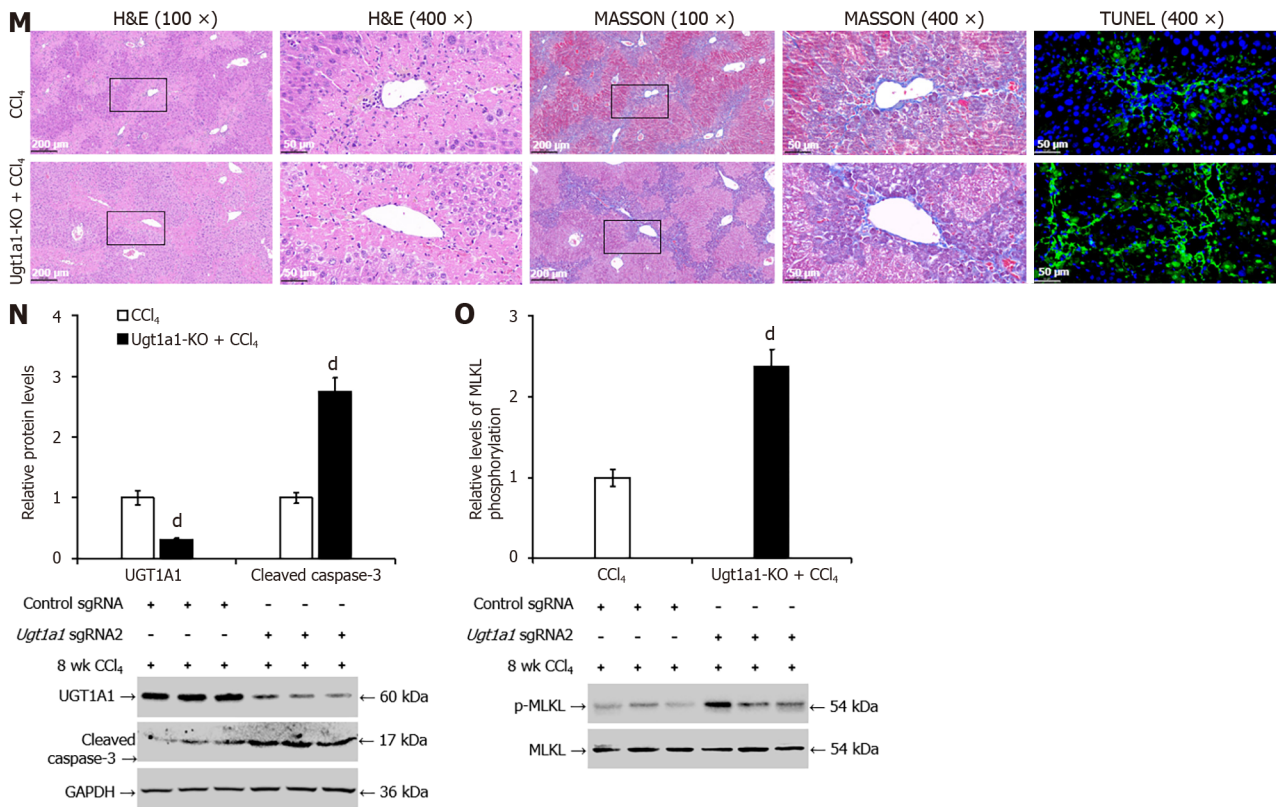 M
H&E (100 ×) H&E (400 ×) MASSON (100 ×) MASSON (400 ×) TUNEL (400 ×)
CCl₄
200 µm 50 µm 200 µm 50 µm 50 µm
Ugt1a1-KO + CCl₄
200 µm 50 µm 200 µm 50 µm 50 µm
N
4
3
2
1
0
Relative protein levels
CCl₄
Ugt1a1-KO + CCl₄
d
d
UGT1A1 Cleaved caspase-3
Control sgRNA + + + - - -
Ugt1a1 sgRNA2 - - - + + +
8 wk CCl₄ + + + + + +
UGT1A1 → ← 60 kDa
Cleaved ← 17 kDa
caspase-3 →
GAPDH → ← 36 kDa
O
3
2
1
0
Relative levels of MLKL
phosphorylation
d
CCl₄ Ugt1a1-KO + CCl₄
Control sgRNA + + + - - -
Ugt1a1 sgRNA2 - - - + + +
8 wk CCl₄ + + + + + +
p-MLKL → ← 54 kDa
MLKL → ← 54 kDa